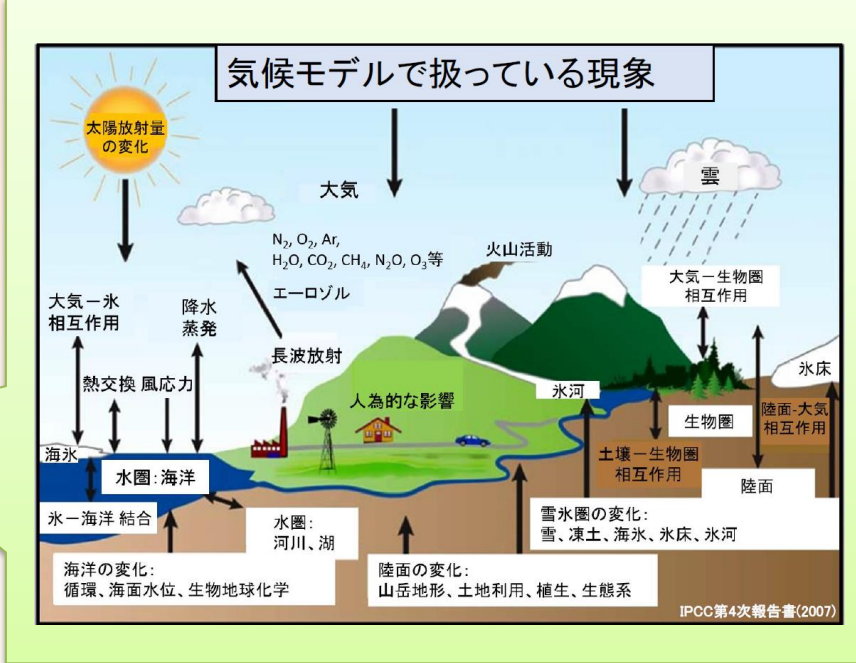 気候モデルで扱っている現象
太陽放射量
の変化
雲
大気
N₂, O₂, Ar,
H₂O, CO₂, CH₄, N₂O, O₃等
エーロゾル
火山活動
大気－生物圏
相互作用
大気－氷
相互作用
降水
蒸発
長波放射
熱交換
風応力
人為的な影響
氷河
氷床
生物圏
陸面-大気
相互作用
海氷
水圏:海洋
土壌－生物圏
相互作用
陸面
氷－海洋 結合
水圏:
河川、湖
雪氷圏の変化:
雪、凍土、海氷、氷床、氷河
海洋の変化:
循環、海面水位、生物地球化学
陸面の変化:
山岳地形、土地利用、植生、生態系
IPCC第4次報告書(2007)